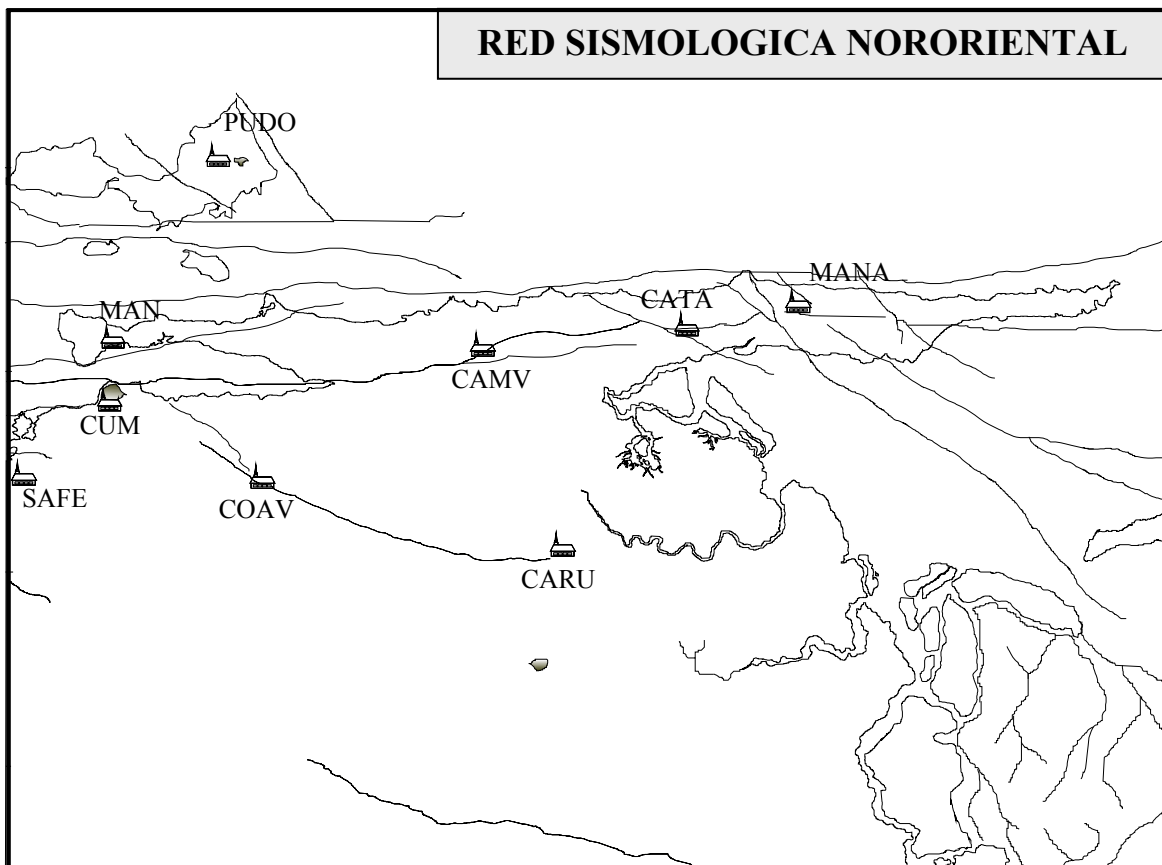 RED SISMOLOGICA NORORIENTAL
PUDO
MANA
CATA
MAN
CAMV
CUM
SAFE
COAV
CARU